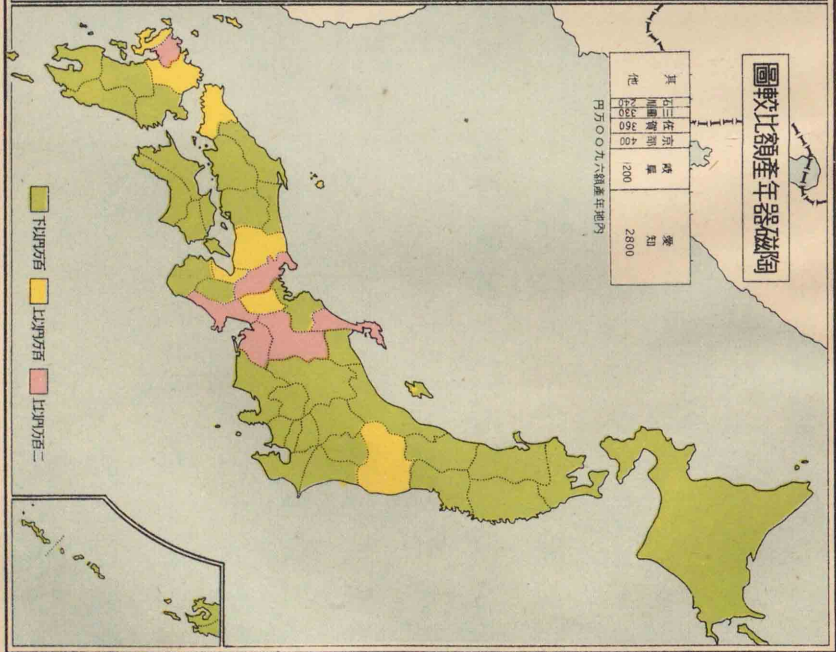 陶磁器年產額比較圖
愛知 2800
岐阜 1200
京都 400
佐賀 360
三重 330
石川 240
其他
内地年產額六九〇〇万円
二百万円以上
百万円以上
百万円以下